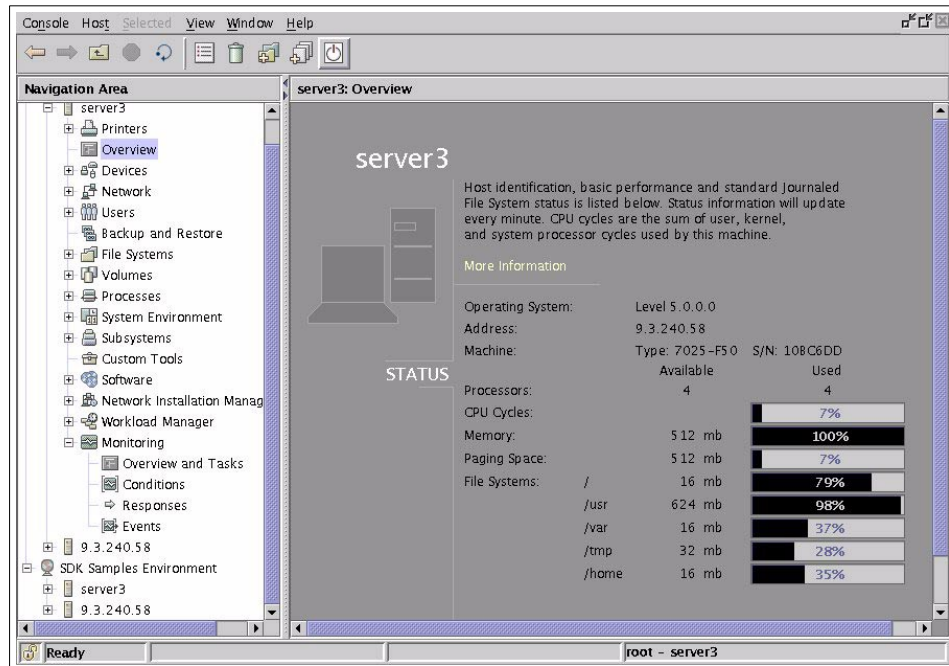 Console Host Selected View Window Help
Navigation Area
server3
Printers
Overview
Devices
Network
Users
Backup and Restore
File Systems
Volumes
Processes
System Environment
Subsystems
Custom Tools
Software
Network Installation Manag
Workload Manager
Monitoring
Overview and Tasks
Conditions
Responses
Events
9.3.240.58
SDK Samples Environment
server3
9.3.240.58
server3: Overview
server3
Host identification, basic performance and standard Journaled
File System status is listed below. Status information will update
every minute. CPU cycles are the sum of user, kernel,
and system processor cycles used by this machine.
More Information
Operating System: Level 5.0.0.0
Address: 9.3.240.58
Machine: Type: 7025-F50 S/N: 10BC6DD
STATUS
Available Used
Processors: 4 4
CPU Cycles: 7%
Memory: 512 mb 100%
Paging Space: 512 mb 7%
File Systems: / 16 mb 79%
/usr 624 mb 98%
/var 16 mb 37%
/tmp 32 mb 28%
/home 16 mb 35%
Ready
root - server3